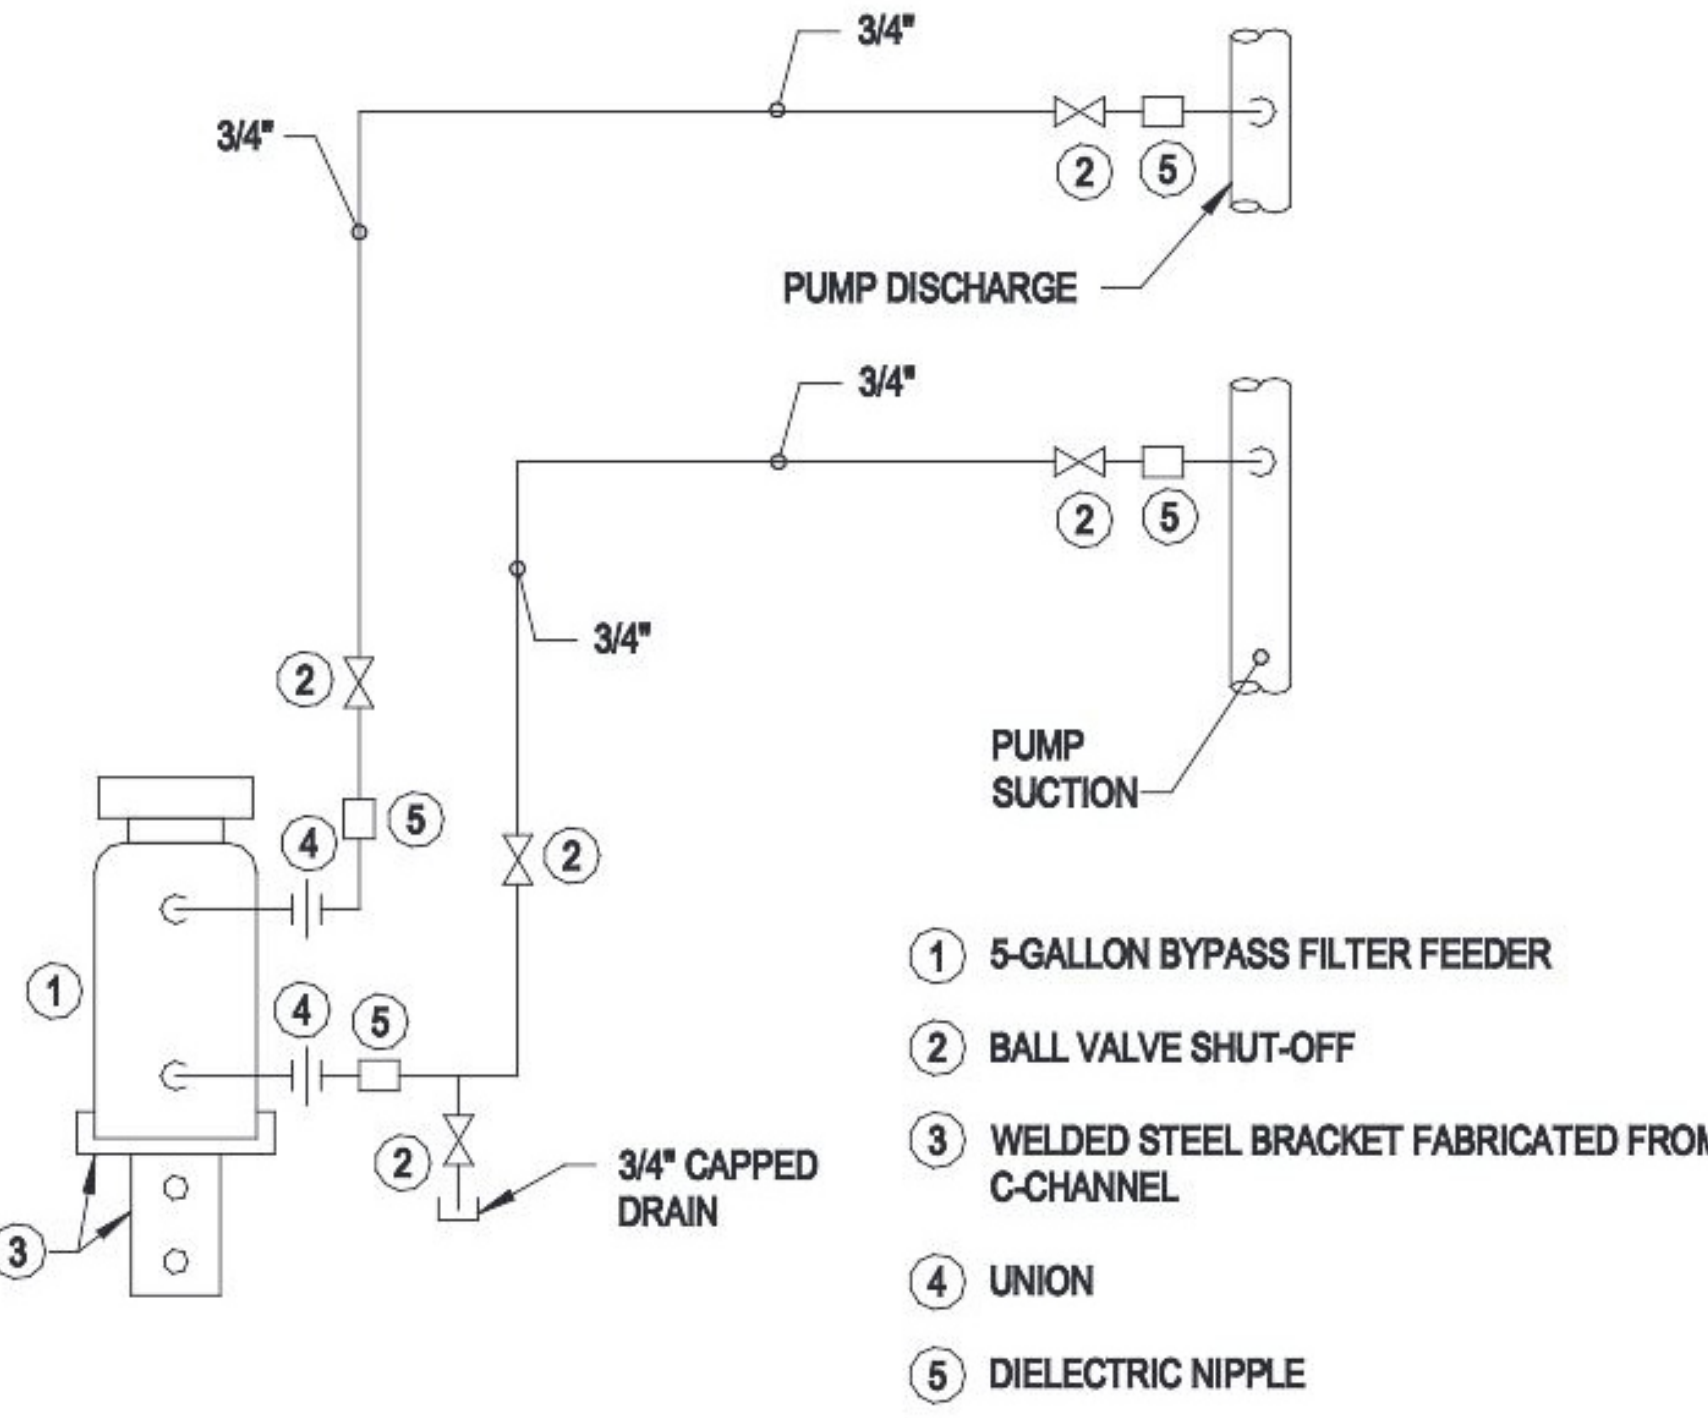 3/4"
3/4"
2
5
PUMP DISCHARGE
3/4"
2
5
3/4"
2
PUMP
SUCTION
5
4
2
1
4
5
2
3/4" CAPPED
DRAIN
3
1 5-GALLON BYPASS FILTER FEEDER
2 BALL VALVE SHUT-OFF
3 WELDED STEEL BRACKET FABRICATED FROM
C-CHANNEL
4 UNION
5 DIELECTRIC NIPPLE